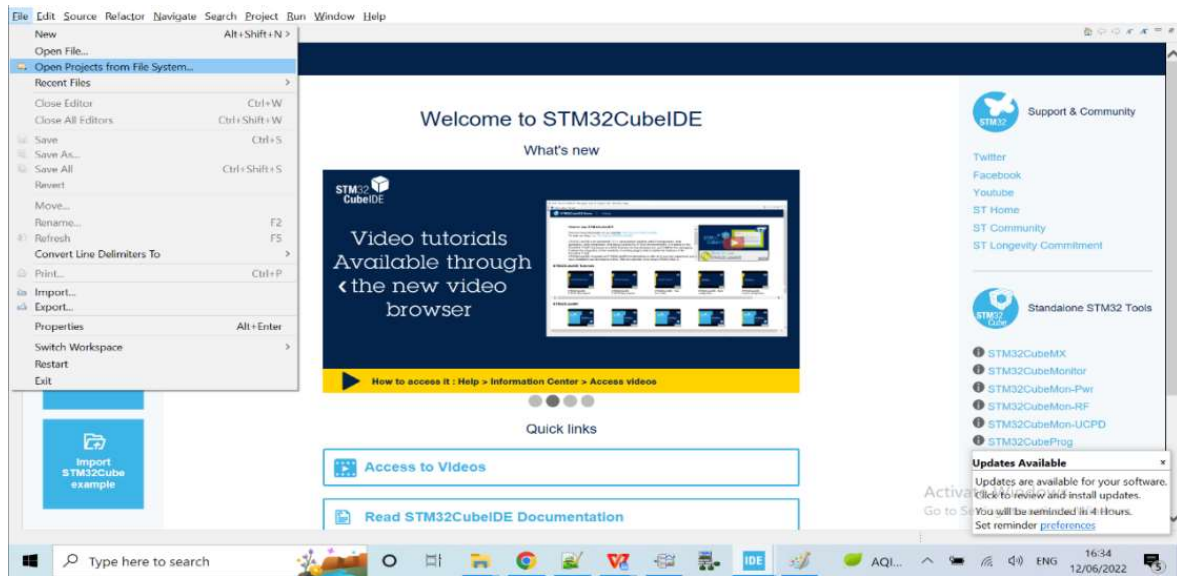 File Edit Source Refactor Navigate Search Project Run Window Help
New Alt+Shift+N >
Open File...
Open Projects from File System...
Recent Files >
Close Editor Ctrl+W
Close All Editors Ctrl+Shift+W
Save Ctrl+S
Save As...
Save All Ctrl+Shift+S
Revert
Move...
Rename... F2
Refresh F5
Convert Line Delimiters To >
Print... Ctrl+P
Import...
Export...
Properties Alt+Enter
Switch Workspace >
Restart
Exit
Import
STM32Cube
example
Welcome to STM32CubeIDE
What's new
STM32
CubeIDE
Video tutorials
Available through
the new video
browser
How to access it : Help > Information Center > Access videos
Quick links
Access to Videos
Read STM32CubeIDE Documentation
STM32
Support & Community
Twitter
Facebook
Youtube
ST Home
ST Community
ST Longevity Commitment
STM32
Cube
Standalone STM32 Tools
STM32CubeMX
STM32CubeMonitor
STM32CubeMon-Pwr
STM32CubeMon-RF
STM32CubeMon-UCPD
STM32CubeProg
Updates Available x
Updates are available for your software.
Click to review and install updates.
You will be reminded in 4 Hours.
Set reminder preferences
Type here to search
IDE
AQI...
ENG
16:34
12/06/2022
5